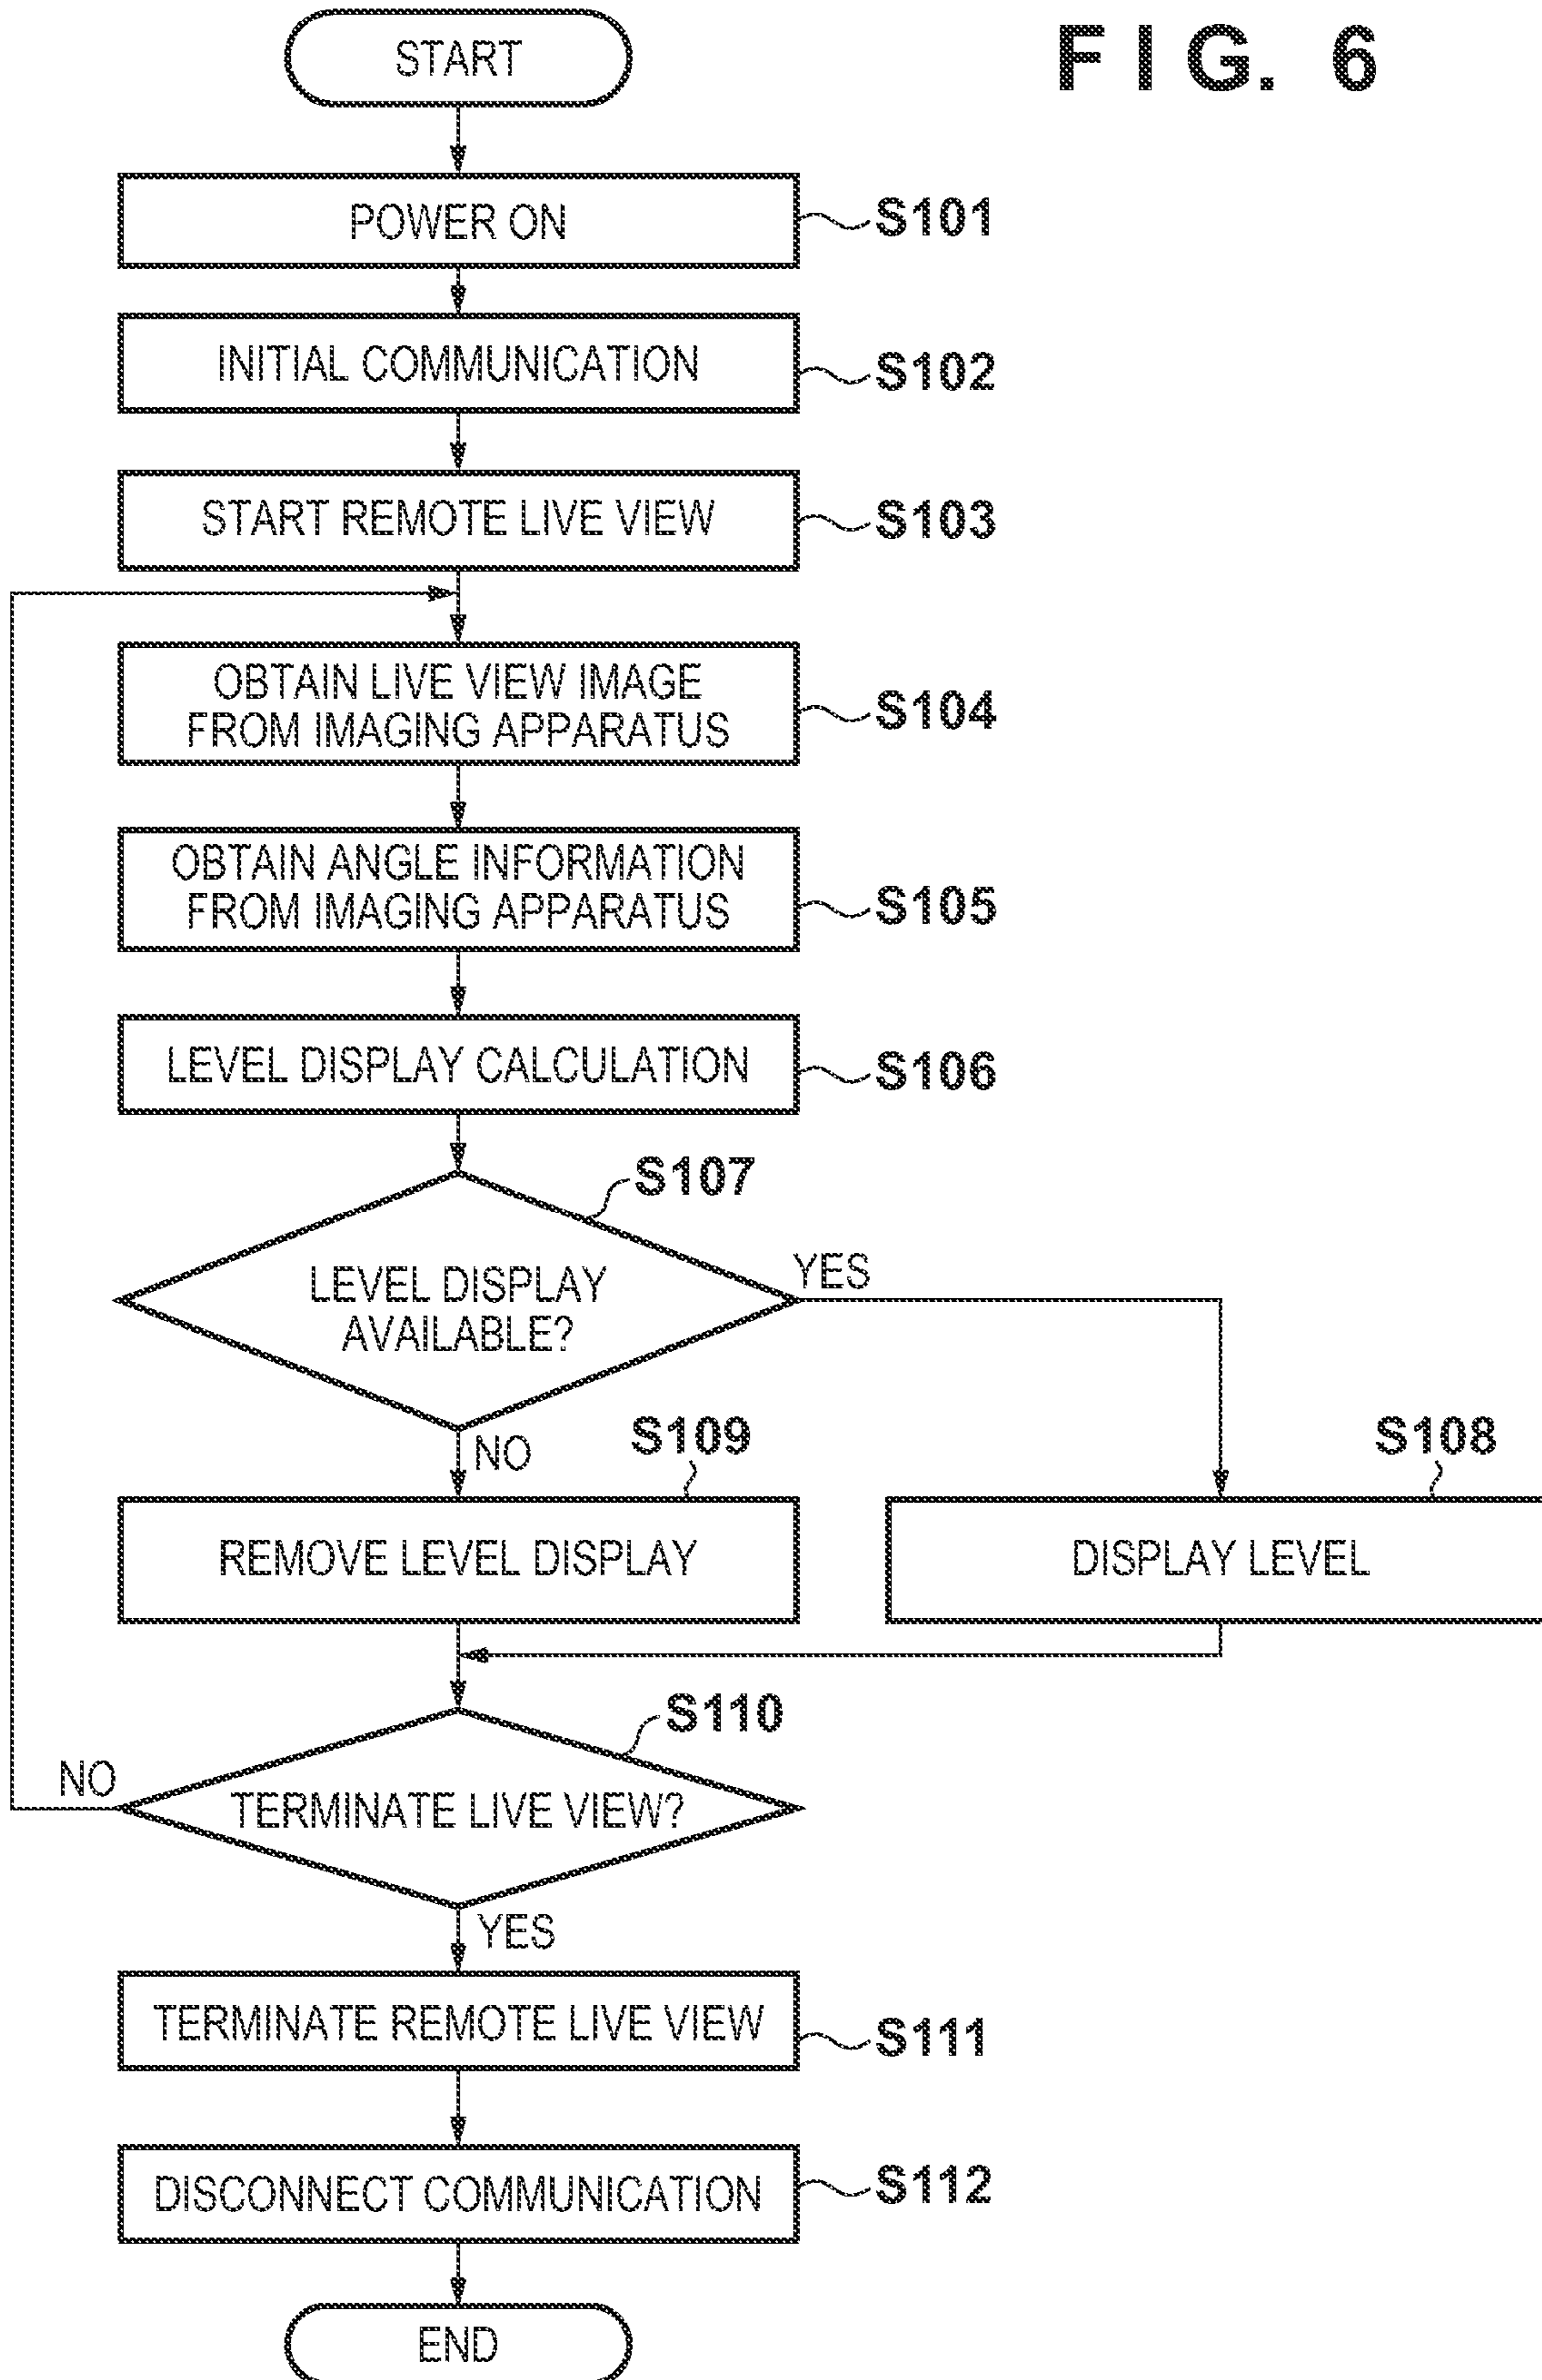 FIG. 6
START
POWER ON
S101
INITIAL COMMUNICATION
S102
START REMOTE LIVE VIEW
S103
OBTAIN LIVE VIEW IMAGE
FROM IMAGING APPARATUS
S104
OBTAIN ANGLE INFORMATION
FROM IMAGING APPARATUS
S105
LEVEL DISPLAY CALCULATION
S106
S107
LEVEL DISPLAY
AVAILABLE?
YES
NO
S109
S108
REMOVE LEVEL DISPLAY
DISPLAY LEVEL
S110
NO
TERMINATE LIVE VIEW?
YES
TERMINATE REMOTE LIVE VIEW
S111
DISCONNECT COMMUNICATION
S112
END